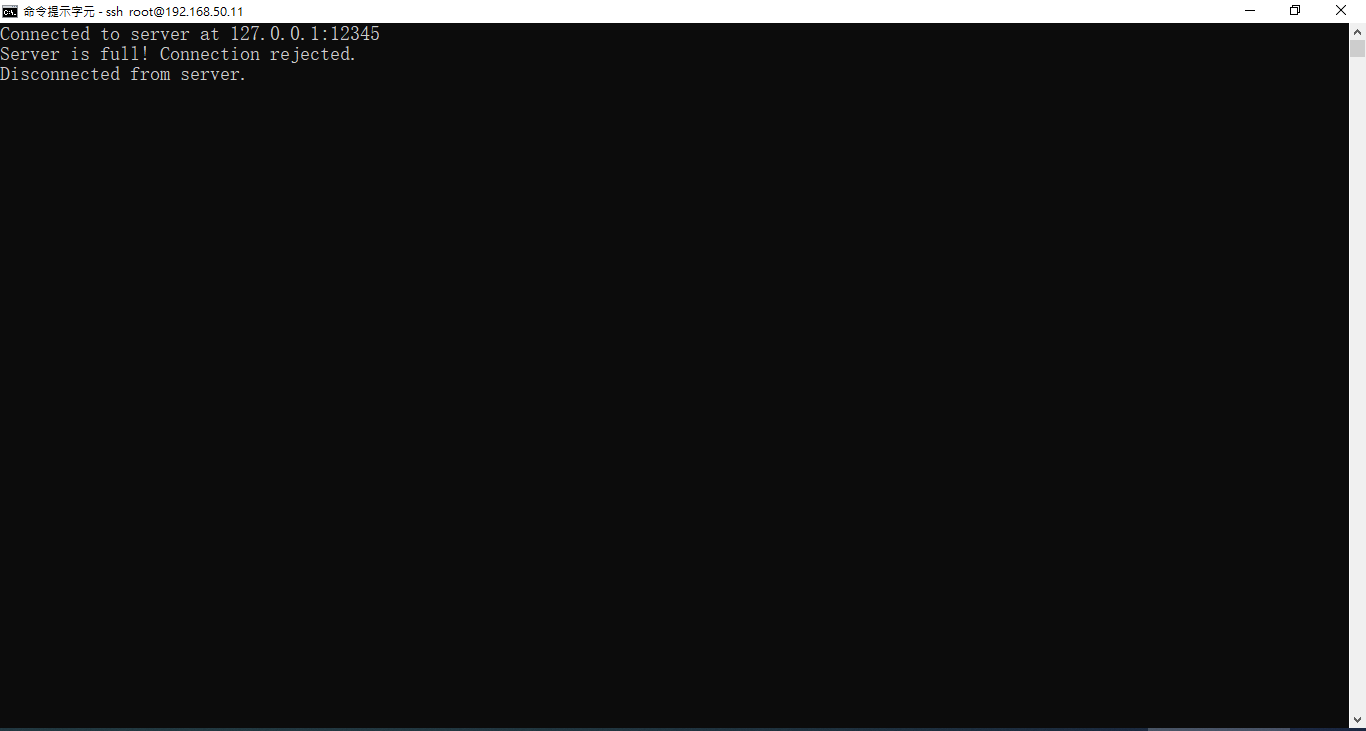 命令提示字元 - ssh root@192.168.50.11
Connected to server at 127.0.0.1:12345
Server is full! Connection rejected.
Disconnected from server.